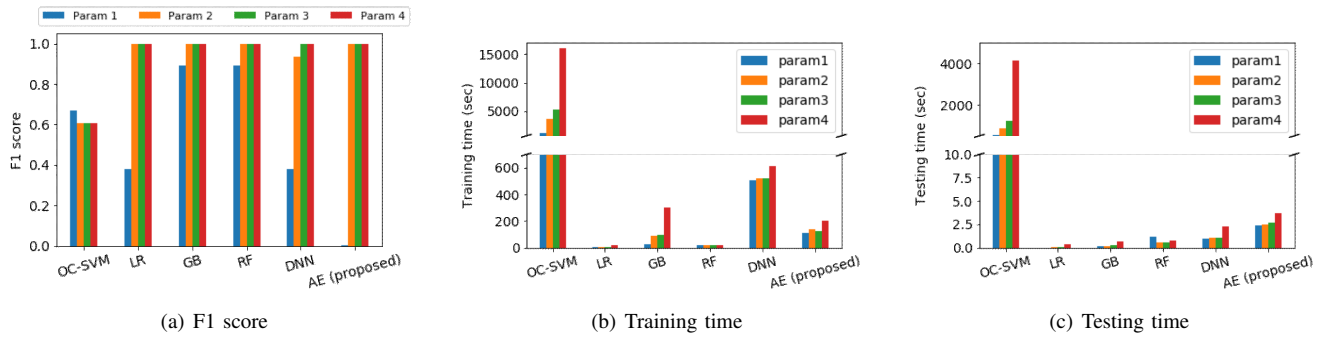 Param 1 Param 2 Param 3 Param 4
F1 score
1.0
0.8
0.6
0.4
0.2
0.0
OC-SVM LR GB RF DNN AE (proposed)
(a) F1 score
param1
param2
param3
param4
Training time (sec)
15000
10000
5000
600
400
200
0
OC-SVM LR GB RF DNN AE (proposed)
(b) Training time
param1
param2
param3
param4
Testing time (sec)
4000
2000
10.0
7.5
5.0
2.5
0.0
OC-SVM LR GB RF DNN AE (proposed)
(c) Testing time